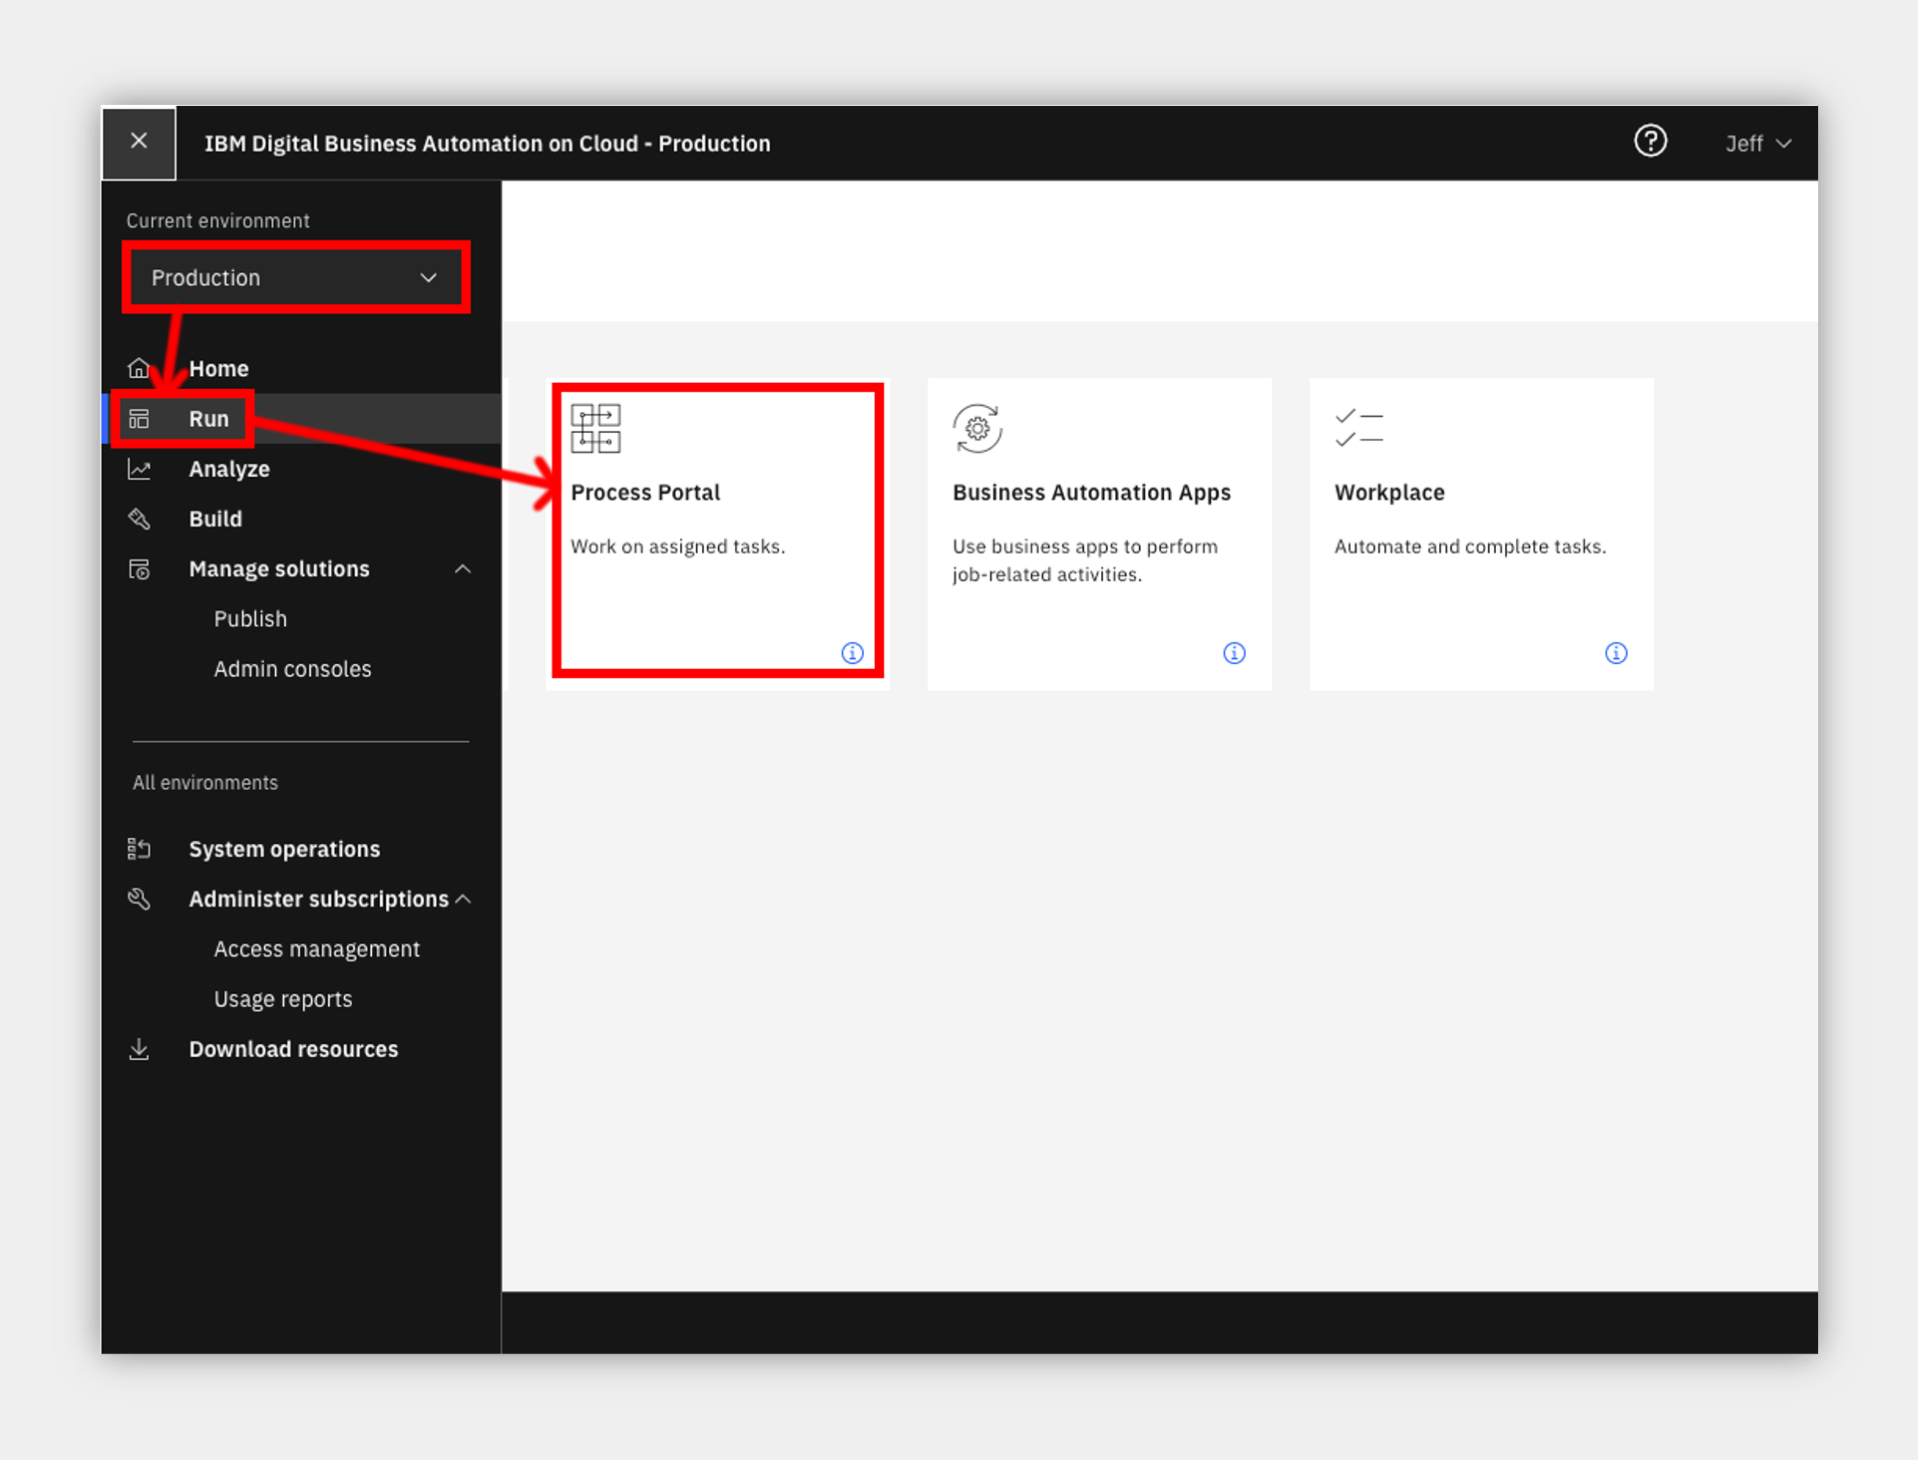 IBM Digital Business Automation on Cloud - Production
Jeff
Current environment
Production
Home
Run
Analyze
Build
Manage solutions
Publish
Admin consoles
All environments
System operations
Administer subscriptions
Access management
Usage reports
Download resources
Process Portal
Work on assigned tasks.
Business Automation Apps
Use business apps to perform
job-related activities.
Workplace
Automate and complete tasks.